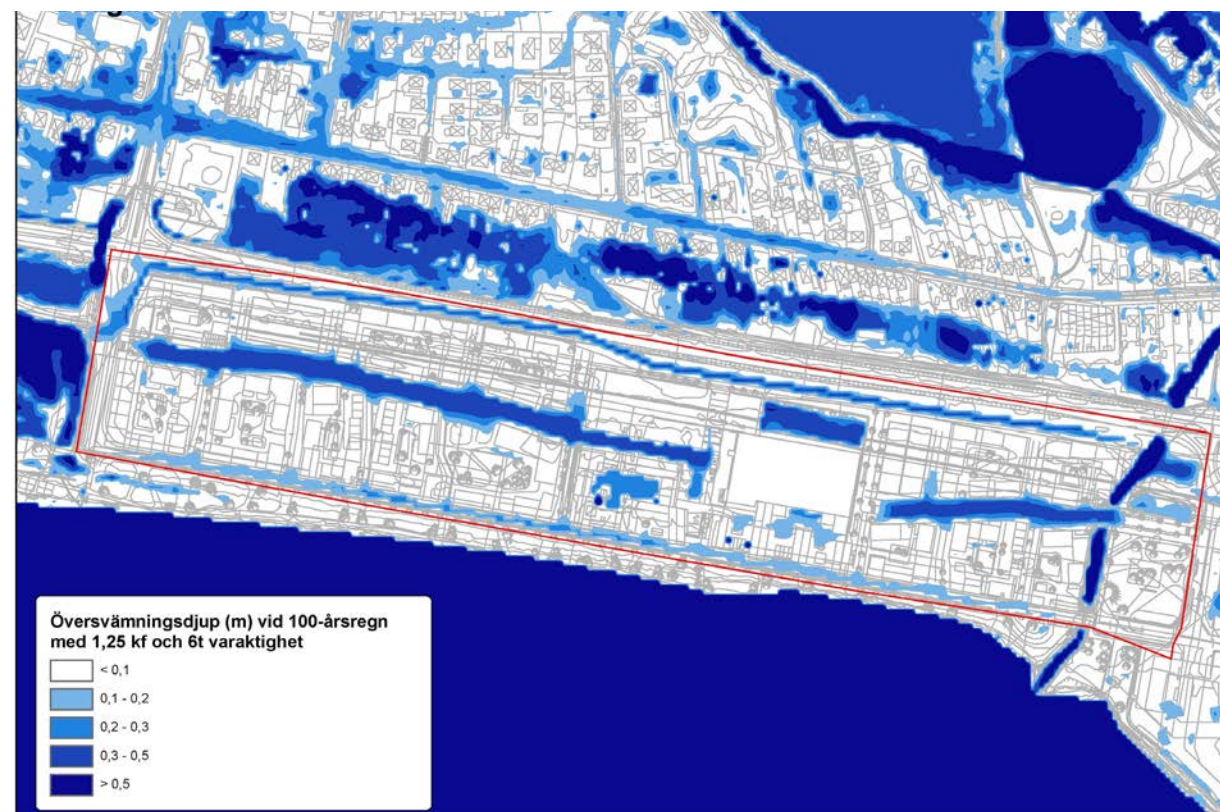 Översvämningsdjup (m) vid 100-årsregn
med 1,25 kf och 6t varaktighet
< 0,1
0,1 - 0,2
0,2 - 0,3
0,3 - 0,5
> 0,5